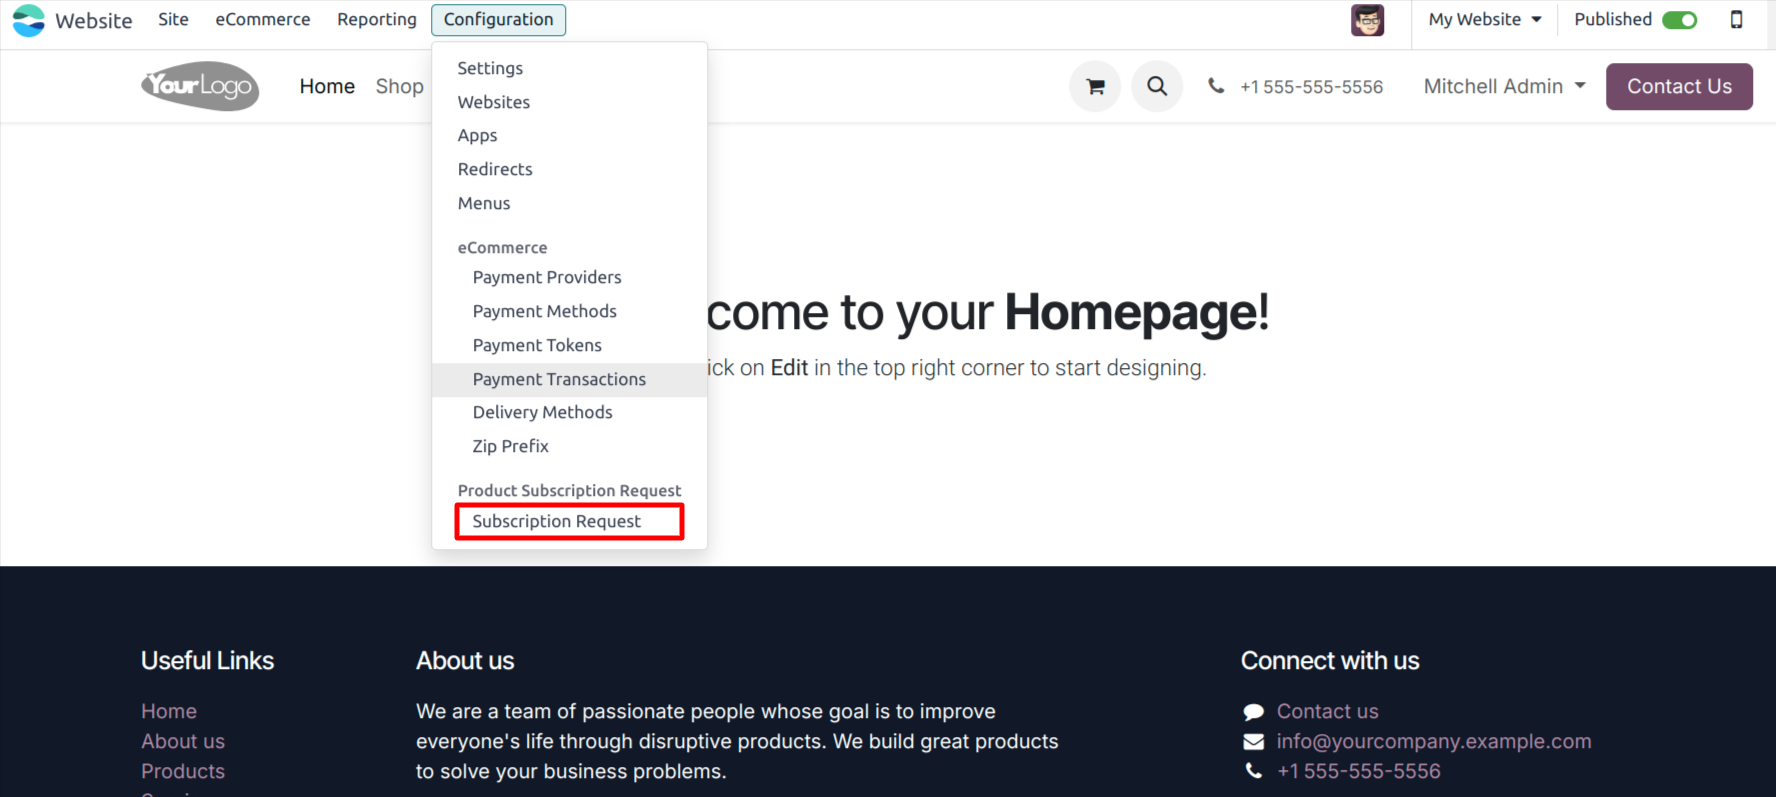 Website Site eCommerce Reporting Configuration My Website Published
YourLogo Home Shop +1 555-555-5556 Mitchell Admin Contact Us
Settings
Websites
Apps
Redirects
Menus
eCommerce
Payment Providers
Payment Methods
Payment Tokens
Payment Transactions
Delivery Methods
Zip Prefix
Product Subscription Request
Subscription Request
come to your Homepage!
ick on Edit in the top right corner to start designing.
Useful Links
Home
About us
Products
About us
We are a team of passionate people whose goal is to improve
everyone's life through disruptive products. We build great products
to solve your business problems.
Connect with us
Contact us
info@yourcompany.example.com
+1 555-555-5556